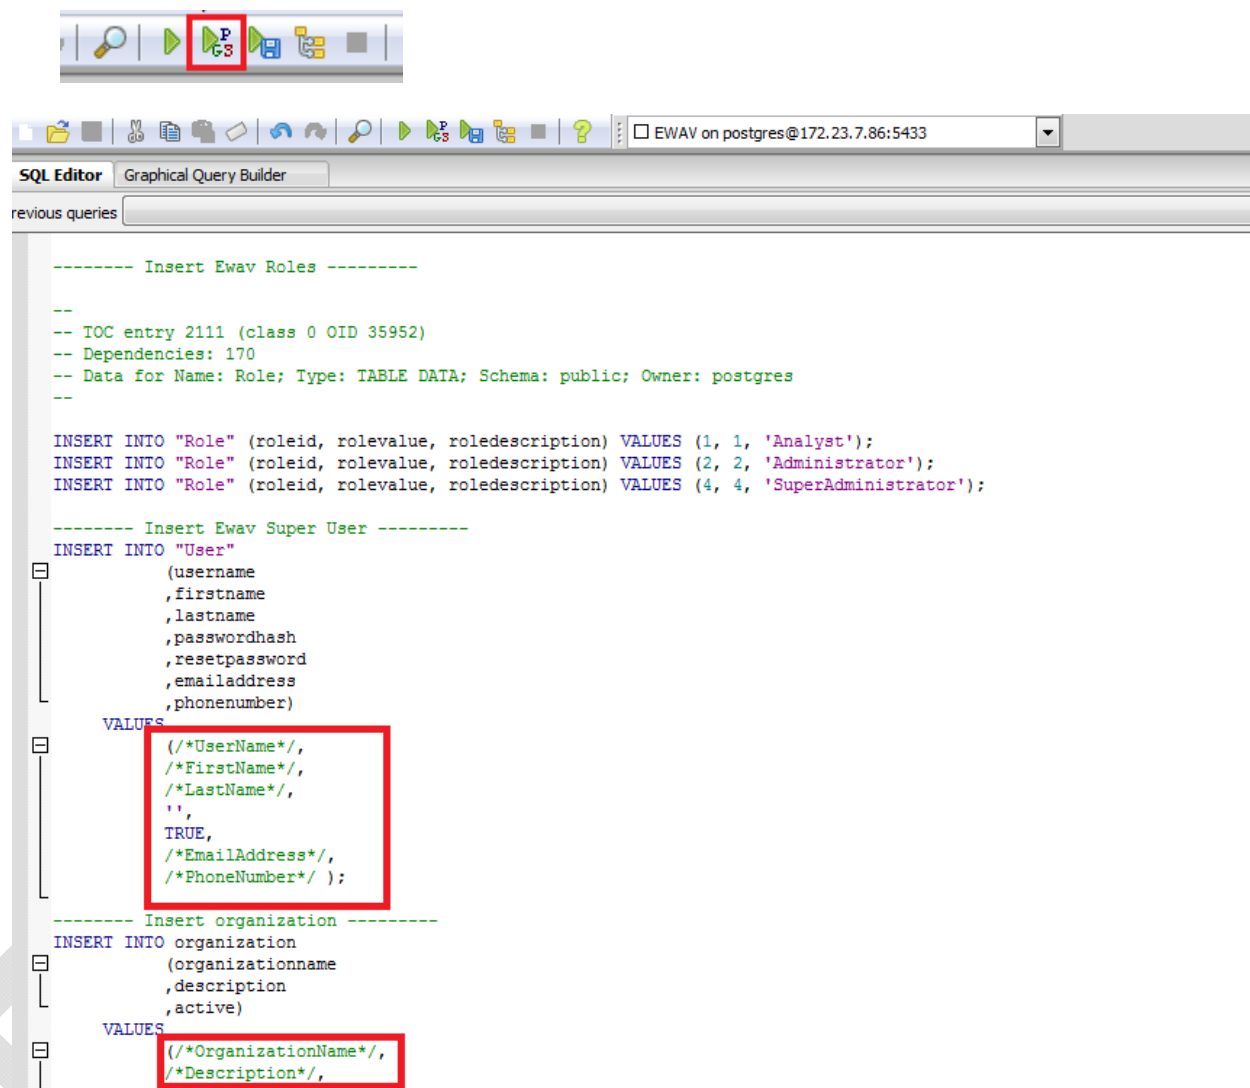 P
G3
P
G3
EWAV on postgres@172.23.7.86:5433
SQL Editor Graphical Query Builder
revious queries
-------- Insert Ewav Roles ---------
--
-- TOC entry 2111 (class 0 OID 35952)
-- Dependencies: 170
-- Data for Name: Role; Type: TABLE DATA; Schema: public; Owner: postgres
--
INSERT INTO "Role" (roleid, rolevalue, roledescription) VALUES (1, 1, 'Analyst');
INSERT INTO "Role" (roleid, rolevalue, roledescription) VALUES (2, 2, 'Administrator');
INSERT INTO "Role" (roleid, rolevalue, roledescription) VALUES (4, 4, 'SuperAdministrator');
-------- Insert Ewav Super User ---------
INSERT INTO "User"
(username
,firstname
,lastname
,passwordhash
,resetpassword
,emailaddress
,phonenumber)
VALUES
(/*UserName*/,
/*FirstName*/,
/*LastName*/,
'',
TRUE,
/*EmailAddress*/,
/*PhoneNumber*/ );
-------- Insert organization ---------
INSERT INTO organization
(organizationname
,description
,active)
VALUES
(/*OrganizationName*/,
/*Description*/,